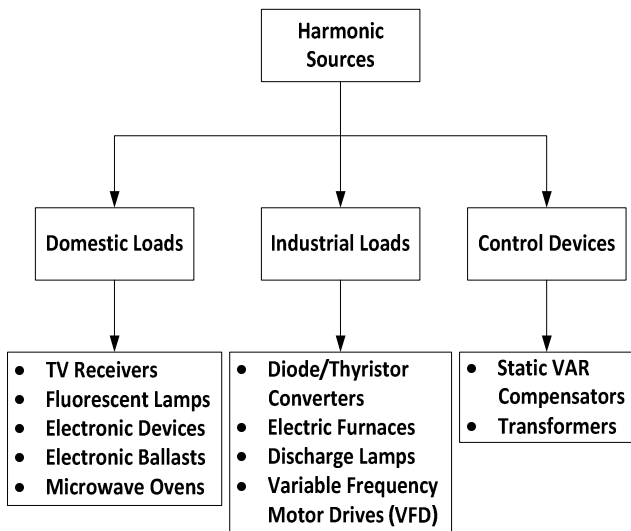 Harmonic
Sources
Domestic Loads
Industrial Loads
Control Devices
• TV Receivers
• Fluorescent Lamps
• Electronic Devices
• Electronic Ballasts
• Microwave Ovens
• Diode/Thyristor
Converters
• Electric Furnaces
• Discharge Lamps
• Variable Frequency
Motor Drives (VFD)
• Static VAR
Compensators
• Transformers